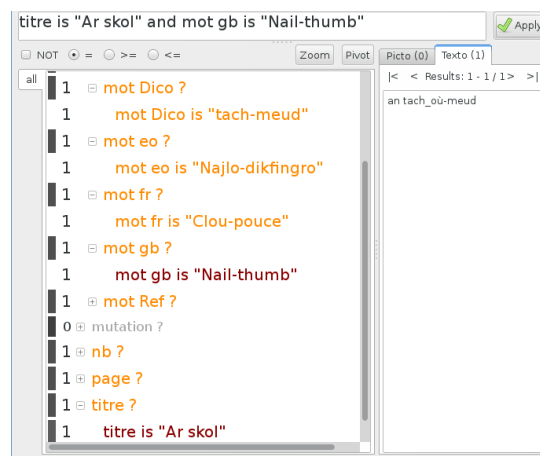 titre is "Ar skol" and mot gb is "Nail-thumb"
Apply
NOT = >= <=
Zoom Pivot
Picto (0) Texto (1)
all
|< < Results: 1 - 1 / 1 > >|
an tach_où-meud
1 mot Dico ?
1 mot Dico is "tach-meud"
1 mot eo ?
1 mot eo is "Najlo-dikfingro"
1 mot fr ?
1 mot fr is "Clou-pouce"
1 mot gb ?
1 mot gb is "Nail-thumb"
1 mot Ref ?
0 mutation ?
1 nb ?
1 page ?
1 titre ?
1 titre is "Ar skol"